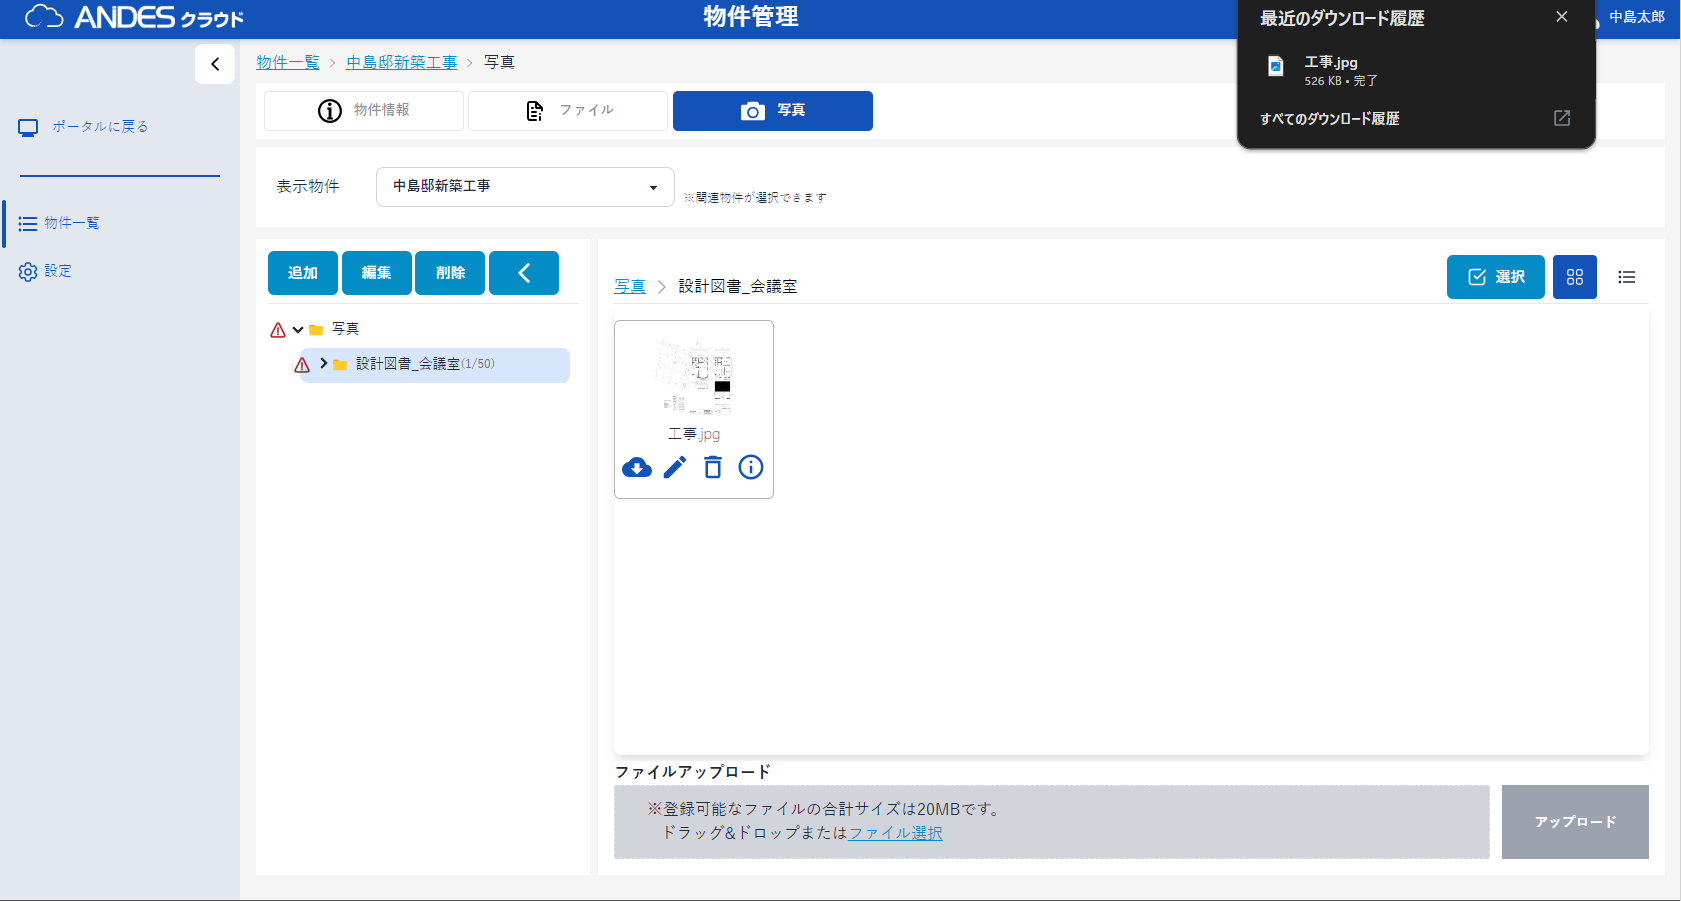 ANDES クラウド
物件管理
中島太郎
最近のダウンロード履歴
工事.jpg
526 KB • 完了
すべてのダウンロード履歴
ポータルに戻る
物件一覧
設定
物件一覧 > 中島邸新築工事 > 写真
物件情報
ファイル
写真
表示物件
中島邸新築工事
※関連物件が選択できます
追加
編集
削除
写真
設計図書_会議室(1/50)
写真 > 設計図書_会議室
選択
工事.jpg
ファイルアップロード
※登録可能なファイルの合計サイズは20MBです。
ドラッグ&ドロップまたはファイル選択
アップロード